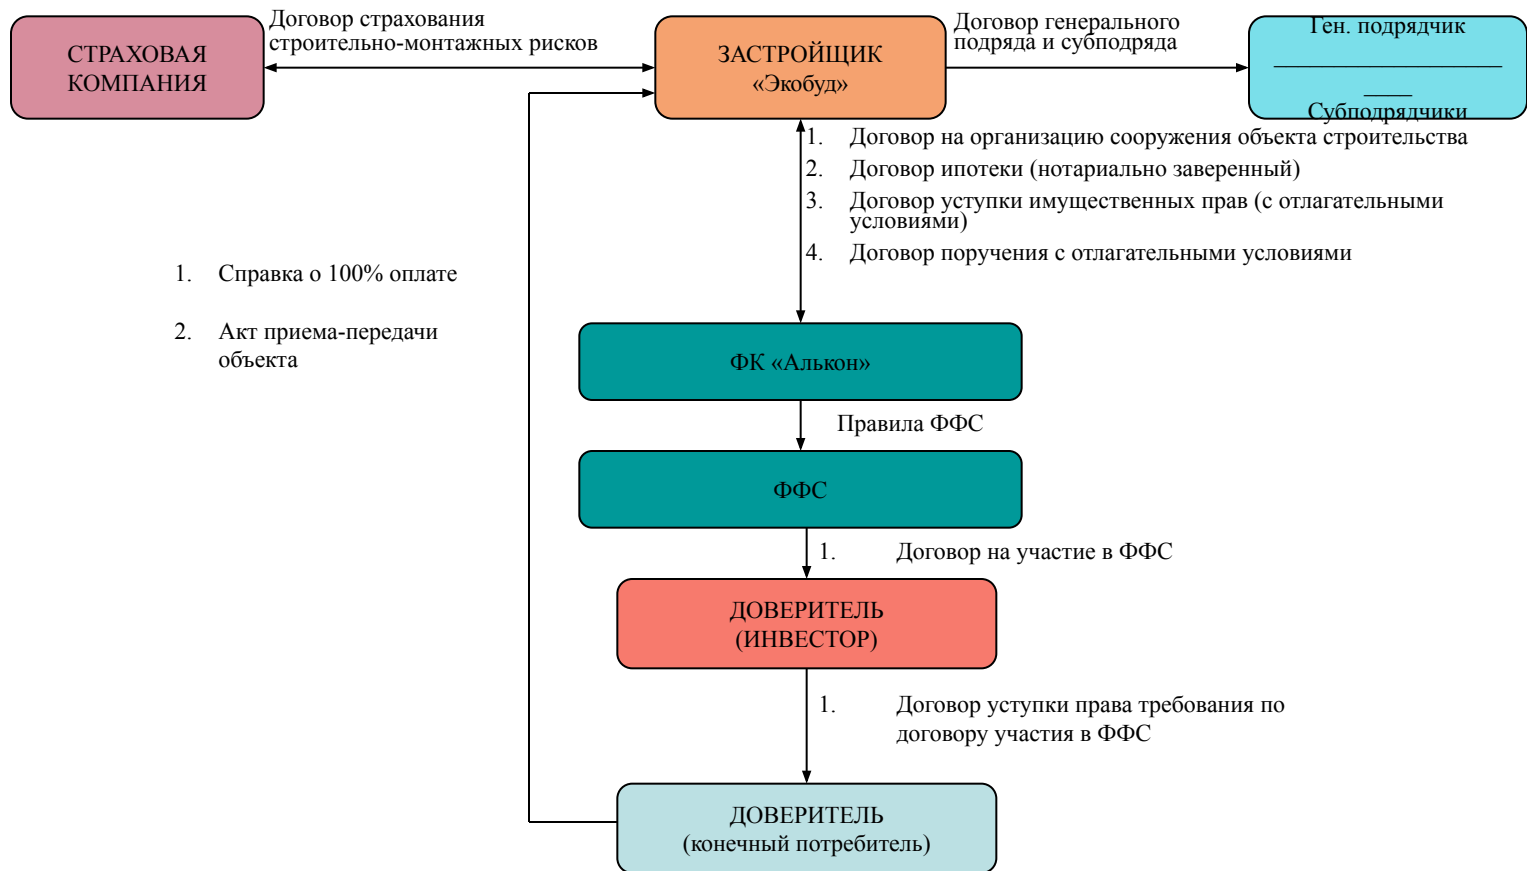 СТРАХОВАЯ
КОМПАНИЯ
Договор страхования
строительно-монтажных рисков
ЗАСТРОЙЩИК
«Экобуд»
Договор генерального
подряда и субподряда
Ген. подрядчик
___________________
____
Субподрядчики
1. Договор на организацию сооружения объекта строительства
2. Договор ипотеки (нотариально заверенный)
3. Договор уступки имущественных прав (с отлагательными
условиями)
4. Договор поручения с отлагательными условиями
1. Справка о 100% оплате
2. Акт приема-передачи
объекта
ФК «Алькон»
Правила ФФС
ФФС
1. Договор на участие в ФФС
ДОВЕРИТЕЛЬ
(ИНВЕСТОР)
1. Договор уступки права требования по
договору участия в ФФС
ДОВЕРИТЕЛЬ
(конечный потребитель)